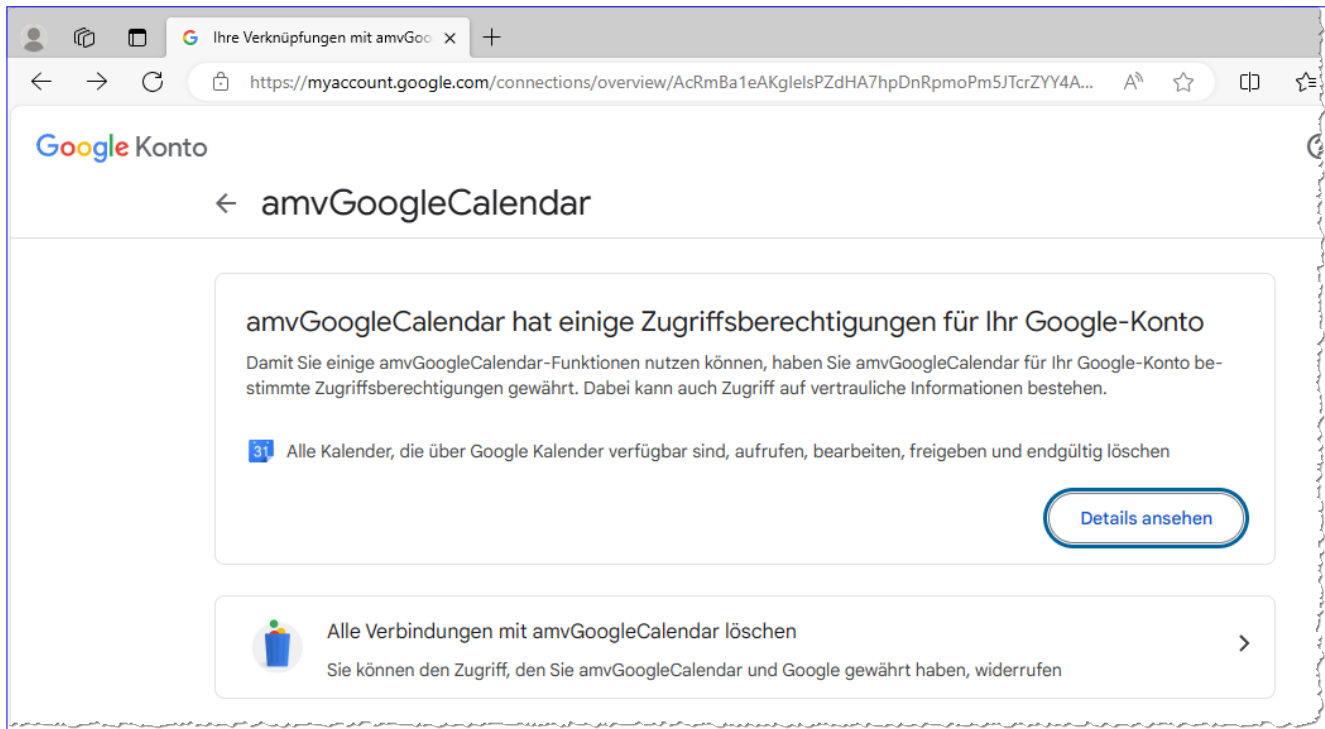 Ihre Verknüpfungen mit amvGoo
https://myaccount.google.com/connections/overview/AcRmBa1eAKglelsPZdHA7hpDnRpmoPm5JTcrZYY4A...
Google Konto
amvGoogleCalendar
amvGoogleCalendar hat einige Zugriffsberechtigungen für Ihr Google-Konto
Damit Sie einige amvGoogleCalendar-Funktionen nutzen können, haben Sie amvGoogleCalendar für Ihr Google-Konto be-
stimmte Zugriffsberechtigungen gewährt. Dabei kann auch Zugriff auf vertrauliche Informationen bestehen.
31 Alle Kalender, die über Google Kalender verfügbar sind, aufrufen, bearbeiten, freigeben und endgültig löschen
Details ansehen
Alle Verbindungen mit amvGoogleCalendar löschen
Sie können den Zugriff, den Sie amvGoogleCalendar und Google gewährt haben, widerrufen